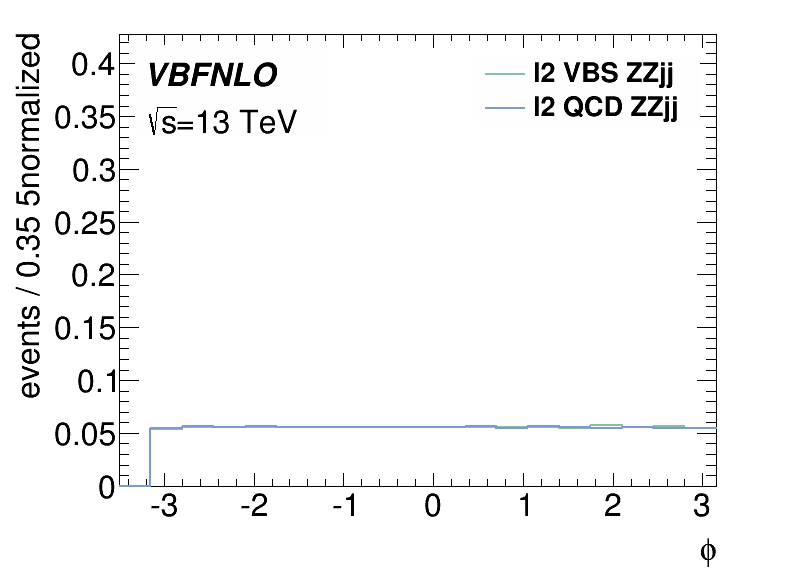 events / 0.35 5normalized
0.4
0.35
0.3
0.25
0.2
0.15
0.1
0.05
0
VBFNLO
√s=13 TeV
l2 VBS ZZjj
l2 QCD ZZjj
-3 -2 -1 0 1 2 3
ϕ